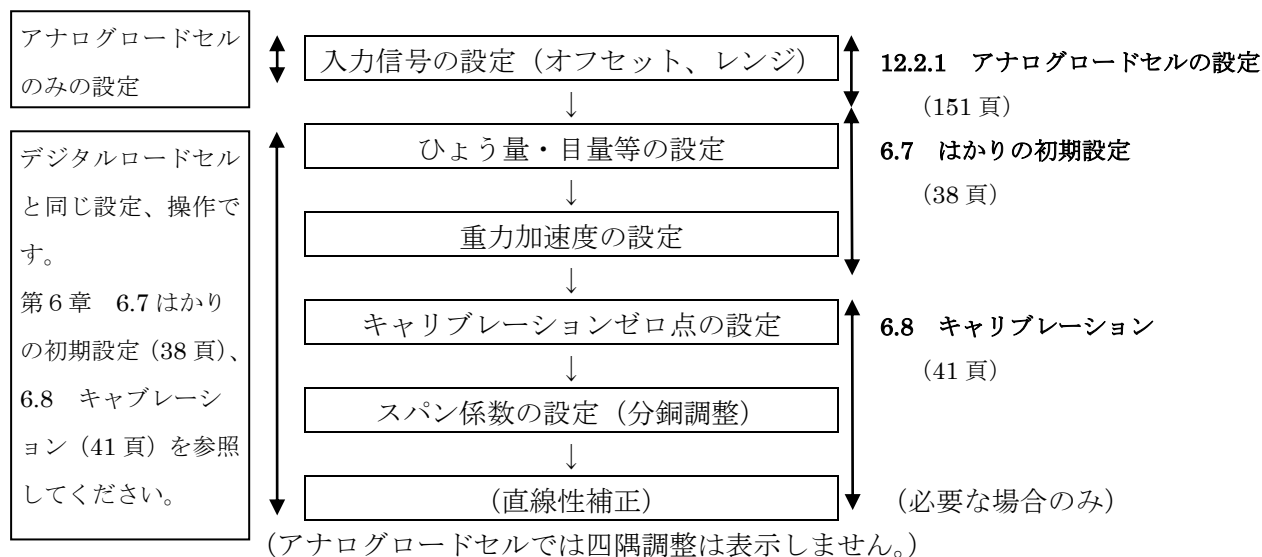 アナログロードセル
のみの設定
デジタルロードセル
と同じ設定、操作で
す。
第６章　6.7 はかり
の初期設定（38 頁）、
6.8　キャブレーシ
ョン（41 頁）を参照
してください。
入力信号の設定（オフセット、レンジ）
↓
ひょう量・目量等の設定
↓
重力加速度の設定
↓
キャリブレーションゼロ点の設定
↓
スパン係数の設定（分銅調整）
↓
（直線性補正）
12.2.1　アナログロードセルの設定
（151 頁）
6.7　はかりの初期設定
（38 頁）
6.8　キャリブレーション
（41 頁）
（必要な場合のみ）
（アナログロードセルでは四隅調整は表示しません。）